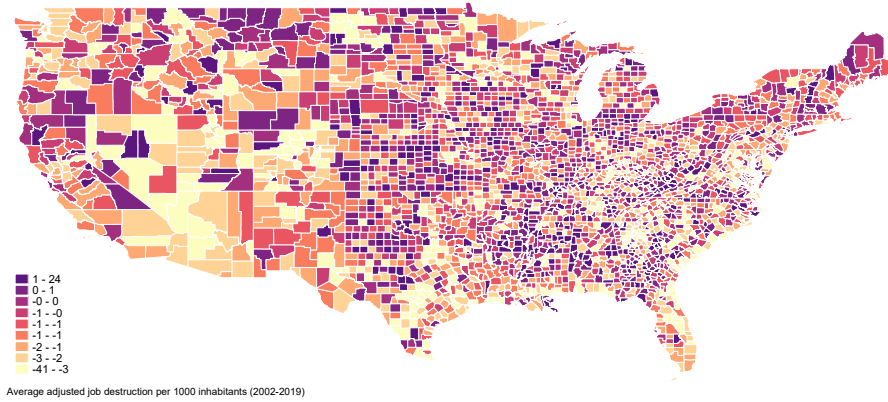 1 - 24
0 - 1
-0 - 0
-1 - -0
-1 - -1
-1 - -1
-2 - -1
-3 - -2
-41 - -3
Average adjusted job destruction per 1000 inhabitants (2002-2019)